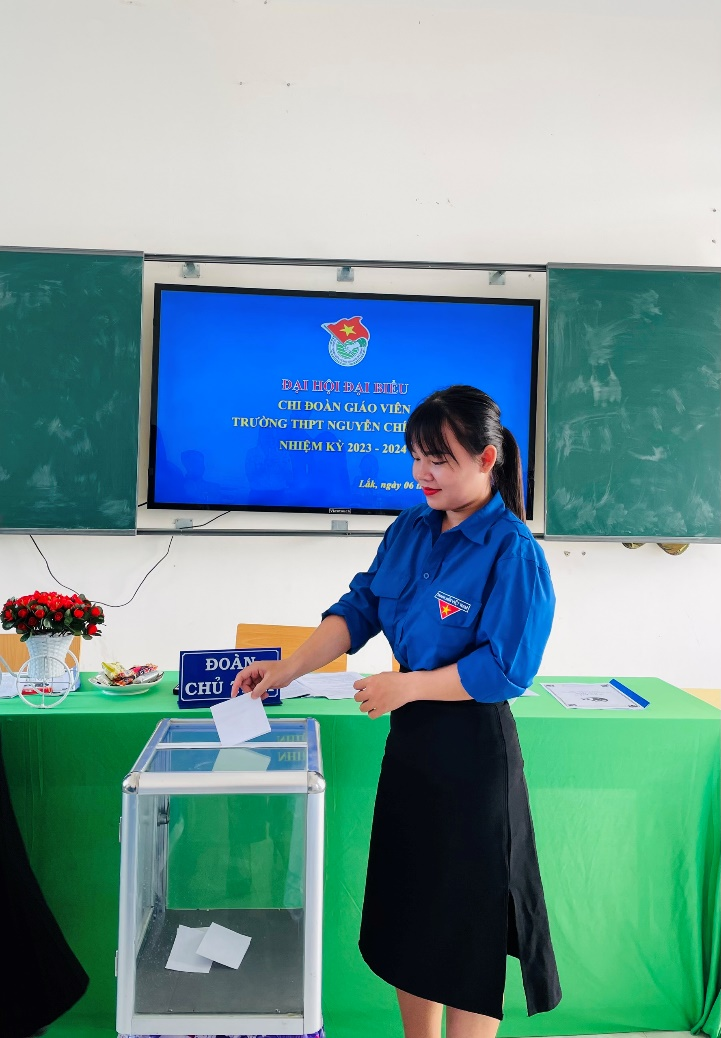 ĐẠI HỘI ĐẠI BIỂU
CHI ĐOÀN GIÁO VIÊN
TRƯỜNG THPT NGUYỄN CHÍ
NHIỆM KỲ 2023 - 2024
Lắk, ngày 06
ViewSonic
ĐOÀN
CHỦ